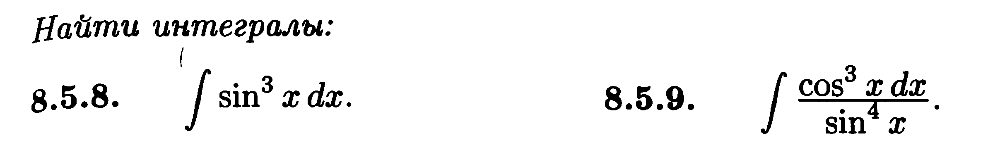 Найти интегралы:
8.5.8. ∫ sin³ x dx. 8.5.9. ∫ cos³ x dx / sin⁴ x.